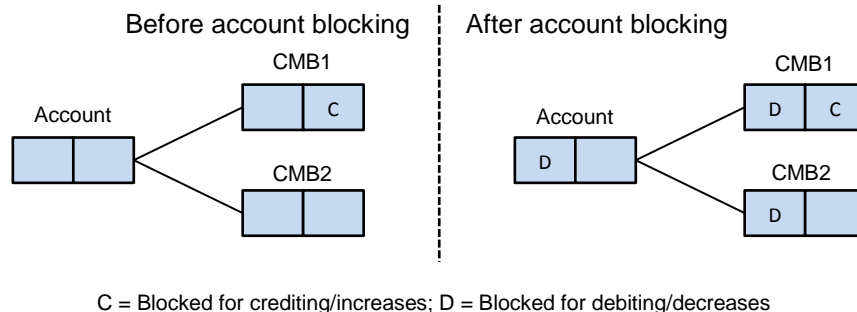 Before account blocking
CMB1
C
Account
CMB2
After account blocking
CMB1
D C
Account
D
CMB2
D
C = Blocked for crediting/increases; D = Blocked for debiting/decreases